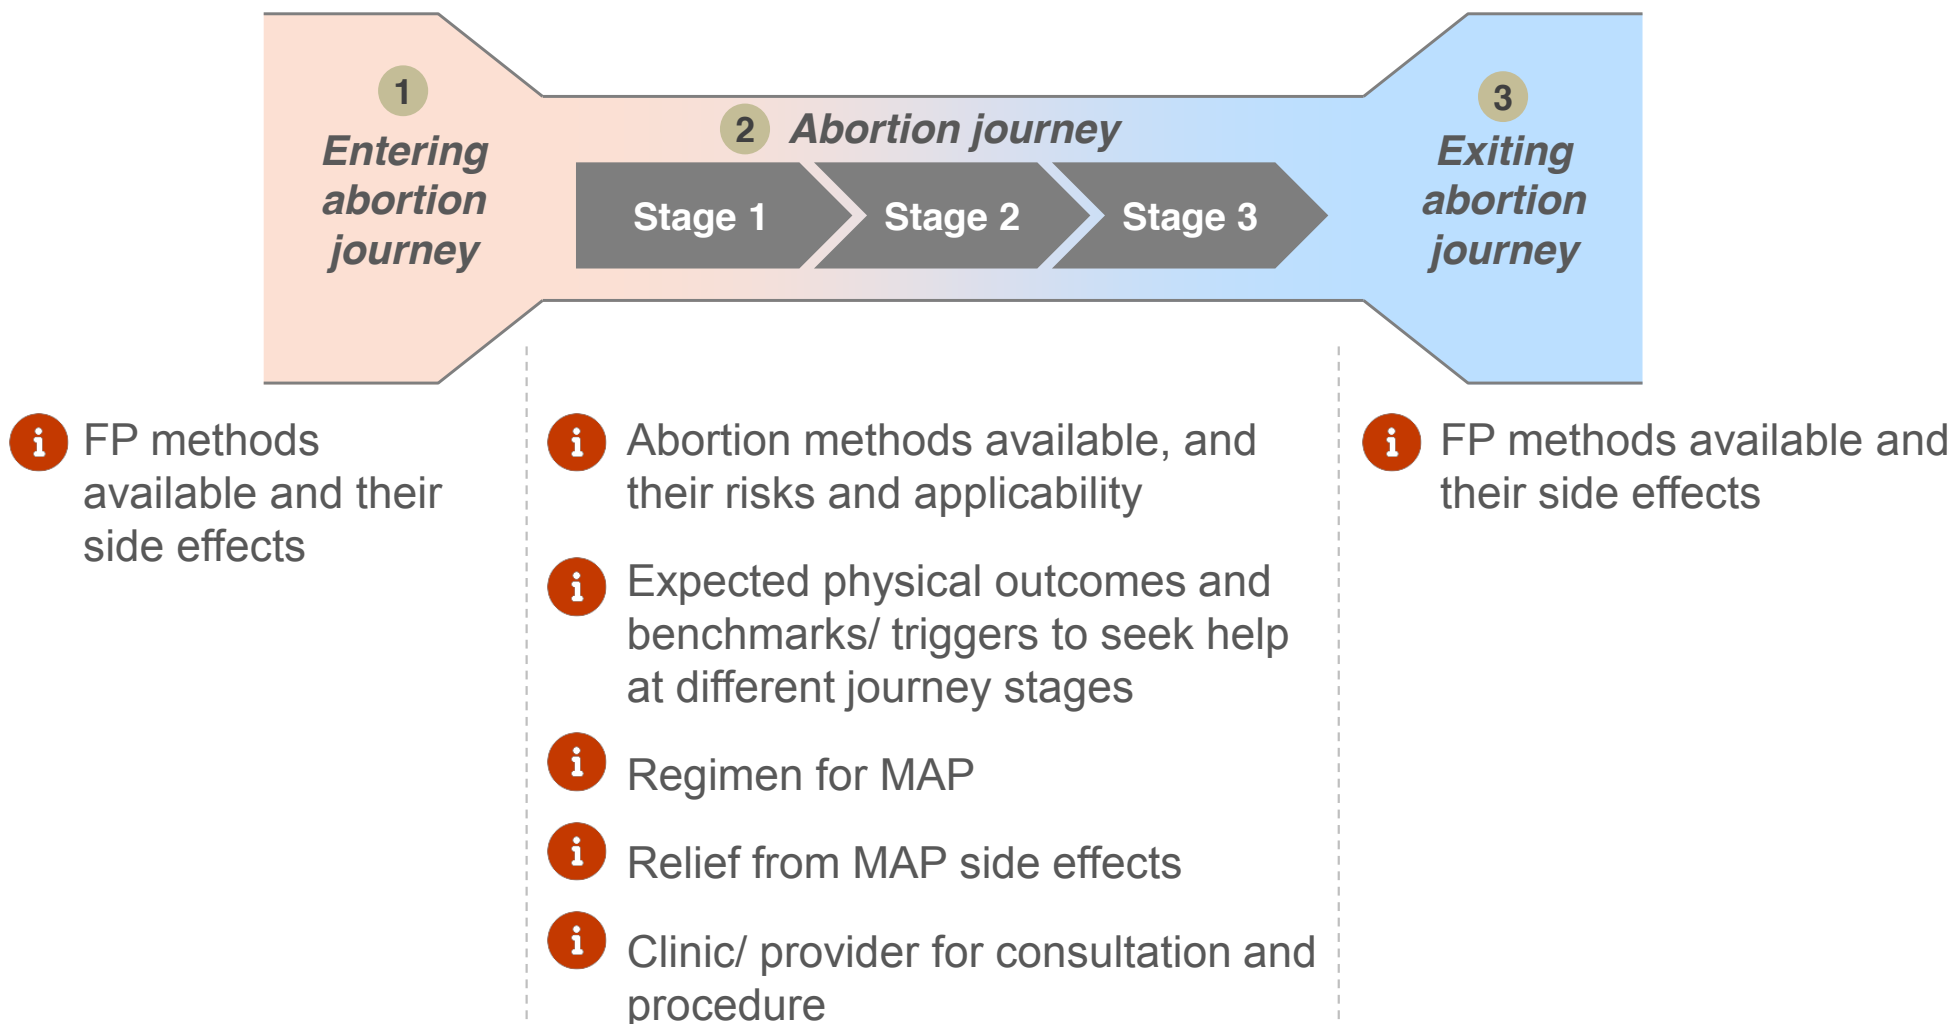 1
Entering
abortion
journey
2 Abortion journey
Stage 1
Stage 2
Stage 3
3
Exiting
abortion
journey
i FP methods
available and their
side effects
i Abortion methods available, and
their risks and applicability
i Expected physical outcomes and
benchmarks/ triggers to seek help
at different journey stages
i Regimen for MAP
i Relief from MAP side effects
i Clinic/ provider for consultation and
procedure
i FP methods available and
their side effects